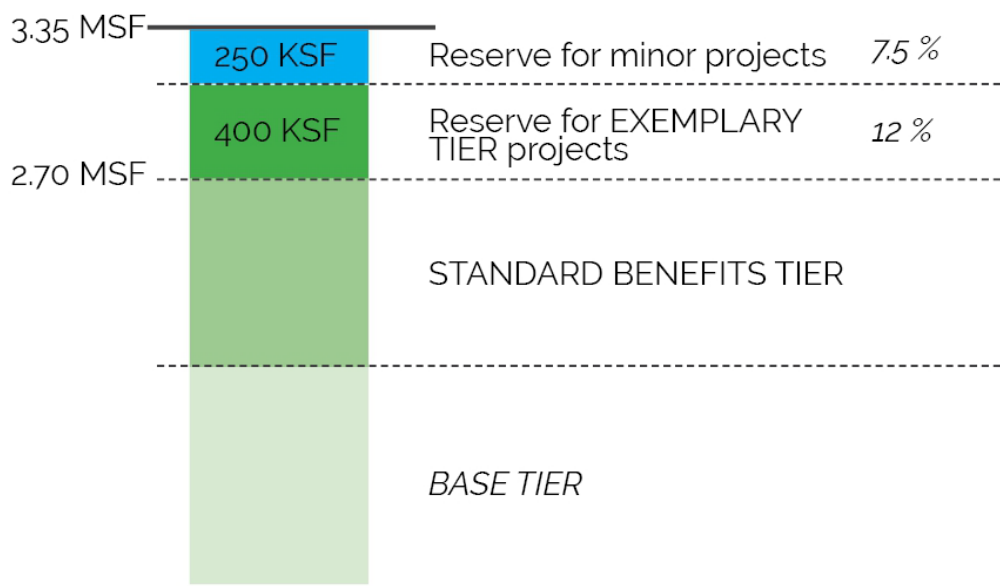 3.35 MSF
250 KSF
Reserve for minor projects
7.5 %
400 KSF
Reserve for EXEMPLARY
TIER projects
12 %
2.70 MSF
STANDARD BENEFITS TIER
BASE TIER